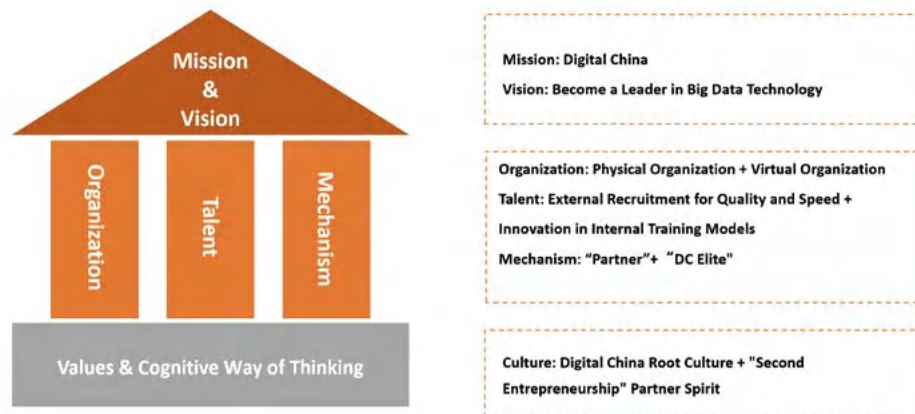 Mission
&
Vision
Organization
Talent
Mechanism
Values & Cognitive Way of Thinking
Mission: Digital China
Vision: Become a Leader in Big Data Technology
Organization: Physical Organization + Virtual Organization
Talent: External Recruitment for Quality and Speed +
Innovation in Internal Training Models
Mechanism: “Partner”+ “DC Elite"
Culture: Digital China Root Culture + "Second
Entrepreneurship" Partner Spirit